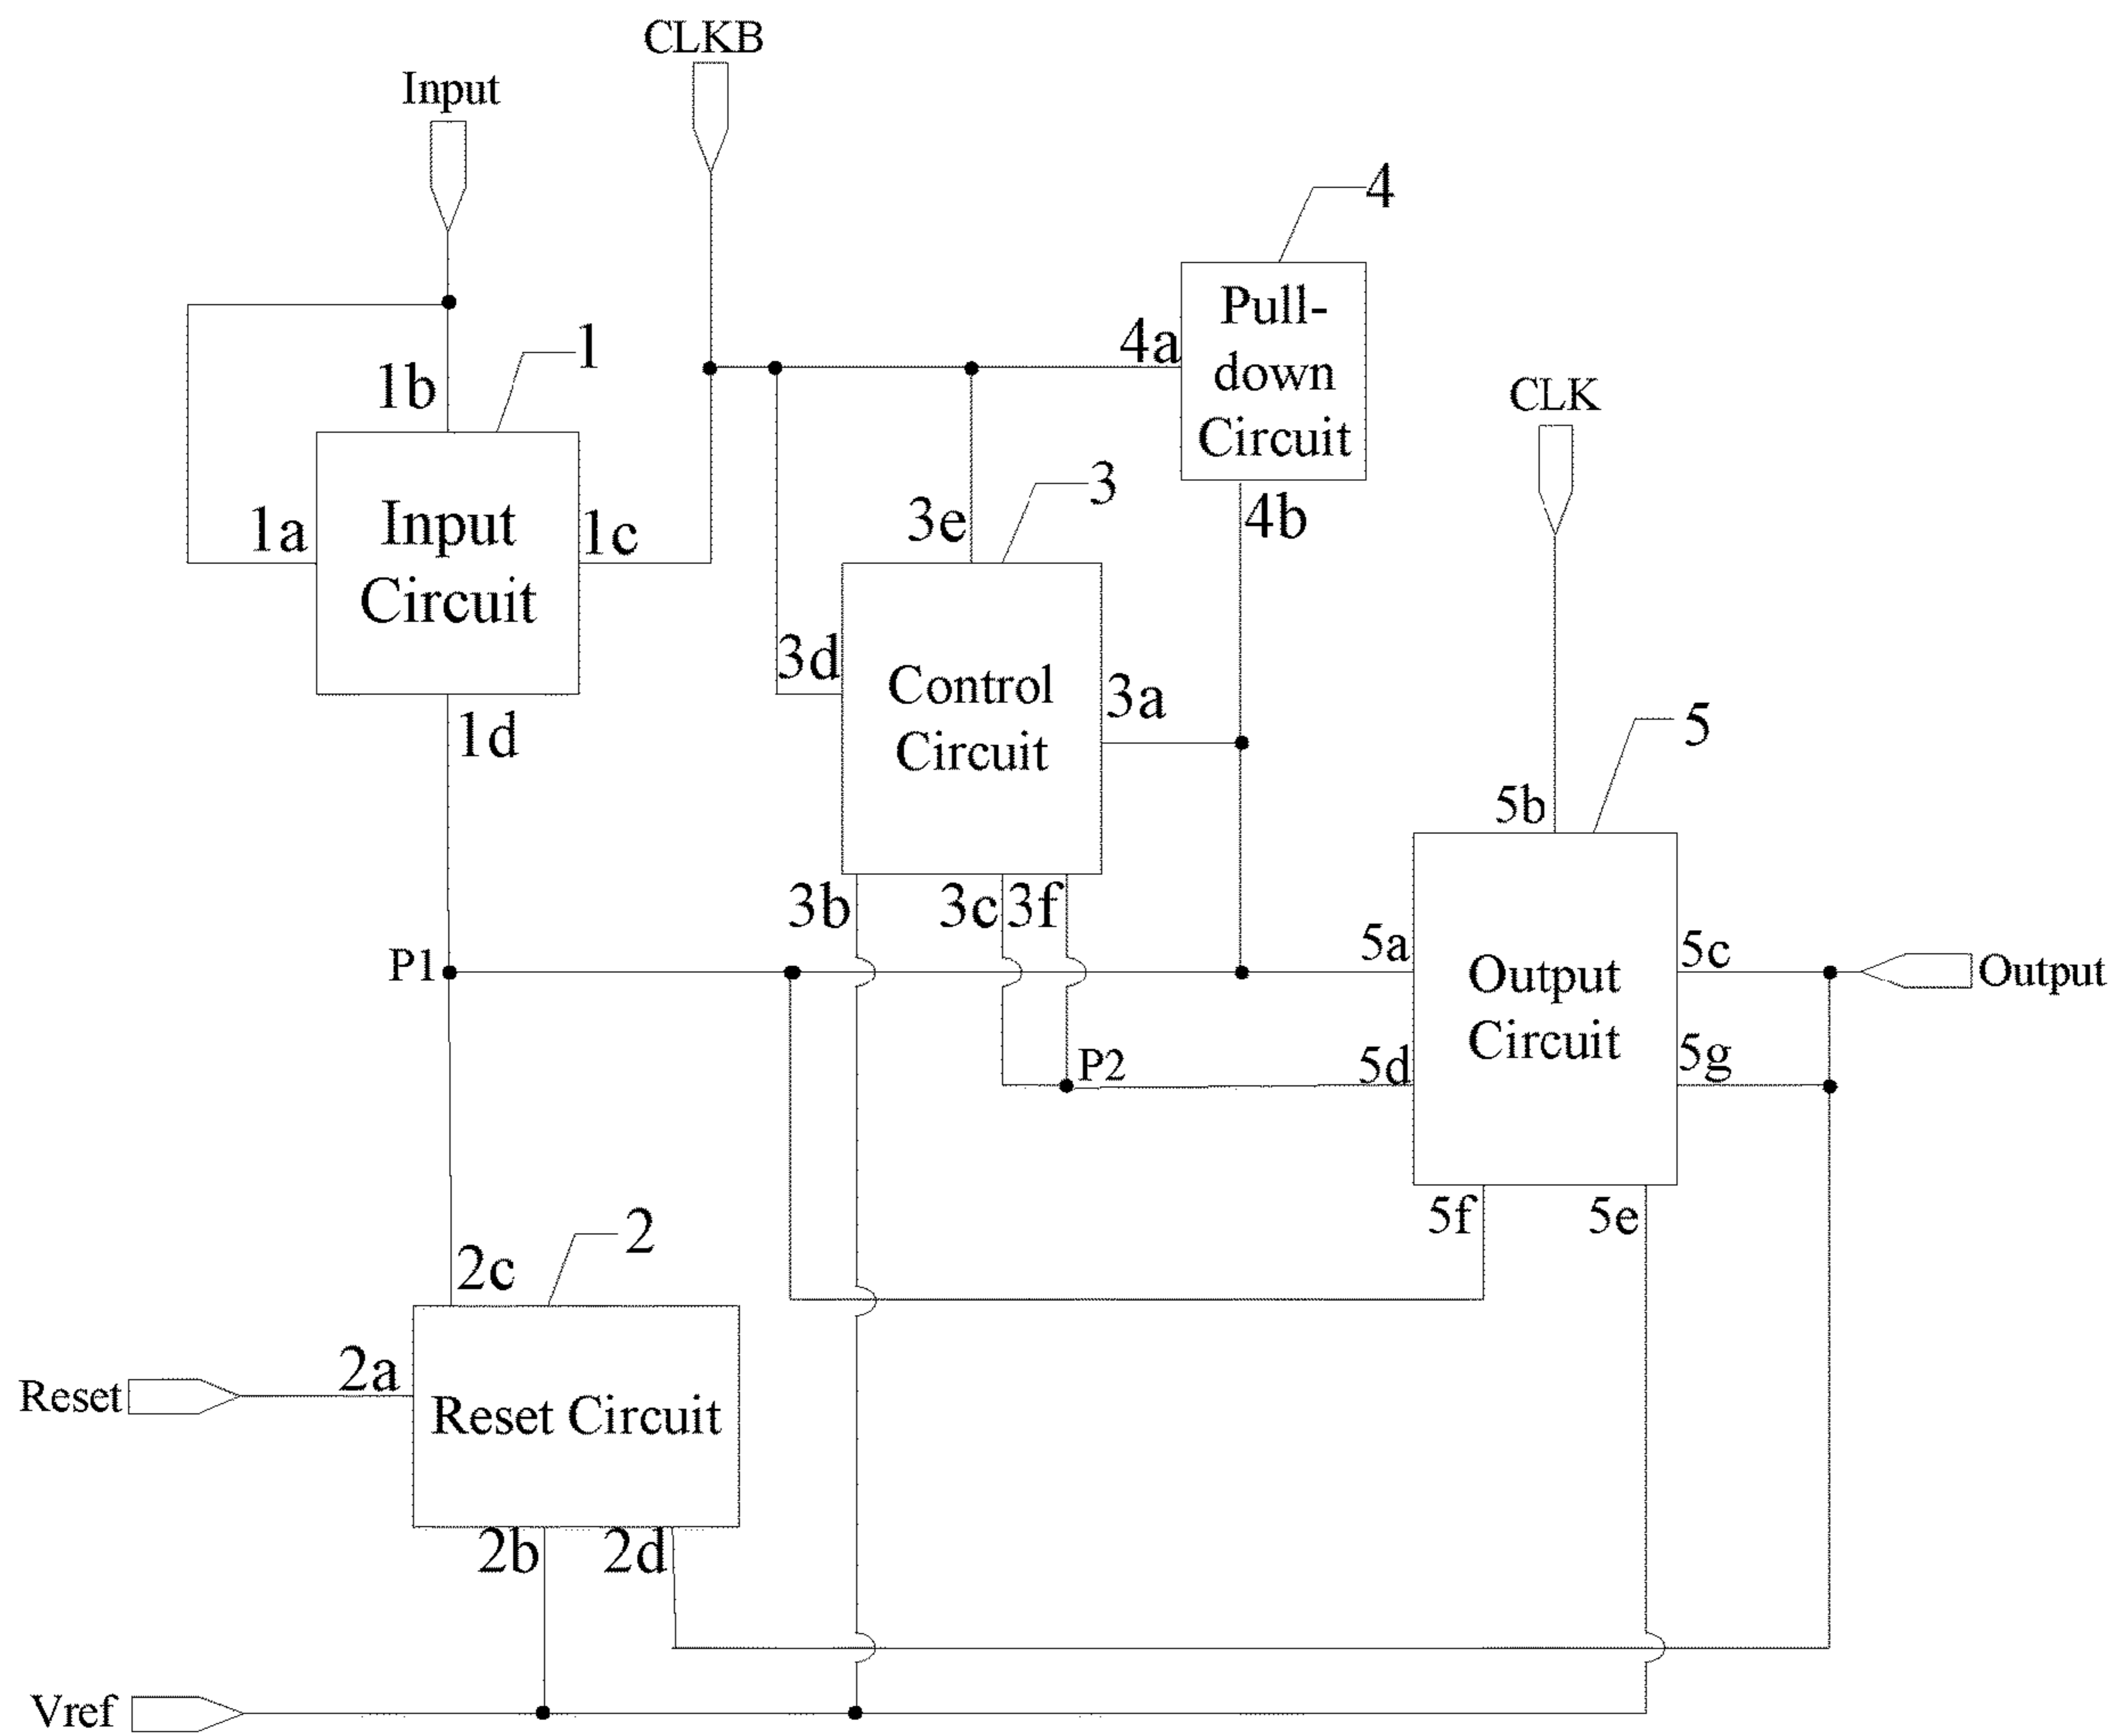 CLKB
Input
4
Pull-
down
Circuit
4a
4b
1
1b
1a
Input
Circuit
1c
1d
CLK
3
3e
3d
Control
Circuit
3a
3b
3c
3f
5
5b
5a
5c
Output
Circuit
5d
5g
5f
5e
Output
P1
P2
2
2c
2a
Reset
Reset Circuit
2b
2d
Vref